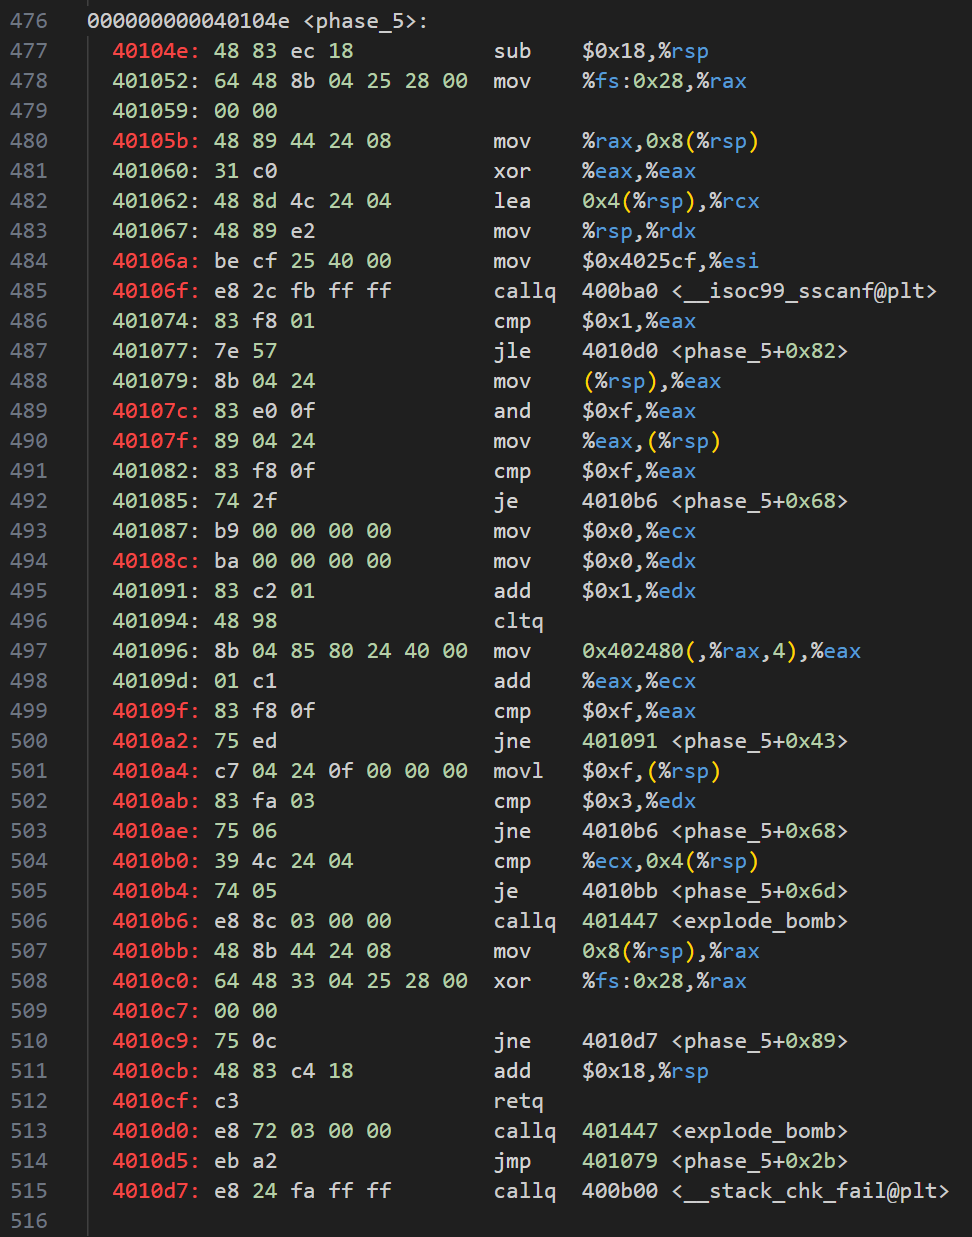 476 000000000040104e <phase_5>:
477 40104e: 48 83 ec 18 sub $0x18,%rsp
478 401052: 64 48 8b 04 25 28 00 mov %fs:0x28,%rax
479 401059: 00 00
480 40105b: 48 89 44 24 08 mov %rax,0x8(%rsp)
481 401060: 31 c0 xor %eax,%eax
482 401062: 48 8d 4c 24 04 lea 0x4(%rsp),%rcx
483 401067: 48 89 e2 mov %rsp,%rdx
484 40106a: be cf 25 40 00 mov $0x4025cf,%esi
485 40106f: e8 2c fb ff ff callq 400ba0 <__isoc99_sscanf@plt>
486 401074: 83 f8 01 cmp $0x1,%eax
487 401077: 7e 57 jle 4010d0 <phase_5+0x82>
488 401079: 8b 04 24 mov (%rsp),%eax
489 40107c: 83 e0 0f and $0xf,%eax
490 40107f: 89 04 24 mov %eax,(%rsp)
491 401082: 83 f8 0f cmp $0xf,%eax
492 401085: 74 2f je 4010b6 <phase_5+0x68>
493 401087: b9 00 00 00 00 mov $0x0,%ecx
494 40108c: ba 00 00 00 00 mov $0x0,%edx
495 401091: 83 c2 01 add $0x1,%edx
496 401094: 48 98 cltq
497 401096: 8b 04 85 80 24 40 00 mov 0x402480(,%rax,4),%eax
498 40109d: 01 c1 add %eax,%ecx
499 40109f: 83 f8 0f cmp $0xf,%eax
500 4010a2: 75 ed jne 401091 <phase_5+0x43>
501 4010a4: c7 04 24 0f 00 00 00 movl $0xf,(%rsp)
502 4010ab: 83 fa 03 cmp $0x3,%edx
503 4010ae: 75 06 jne 4010b6 <phase_5+0x68>
504 4010b0: 39 4c 24 04 cmp %ecx,0x4(%rsp)
505 4010b4: 74 05 je 4010bb <phase_5+0x6d>
506 4010b6: e8 8c 03 00 00 callq 401447 <explode_bomb>
507 4010bb: 48 8b 44 24 08 mov 0x8(%rsp),%rax
508 4010c0: 64 48 33 04 25 28 00 xor %fs:0x28,%rax
509 4010c7: 00 00
510 4010c9: 75 0c jne 4010d7 <phase_5+0x89>
511 4010cb: 48 83 c4 18 add $0x18,%rsp
512 4010cf: c3 retq
513 4010d0: e8 72 03 00 00 callq 401447 <explode_bomb>
514 4010d5: eb a2 jmp 401079 <phase_5+0x2b>
515 4010d7: e8 24 fa ff ff callq 400b00 <__stack_chk_fail@plt>
516